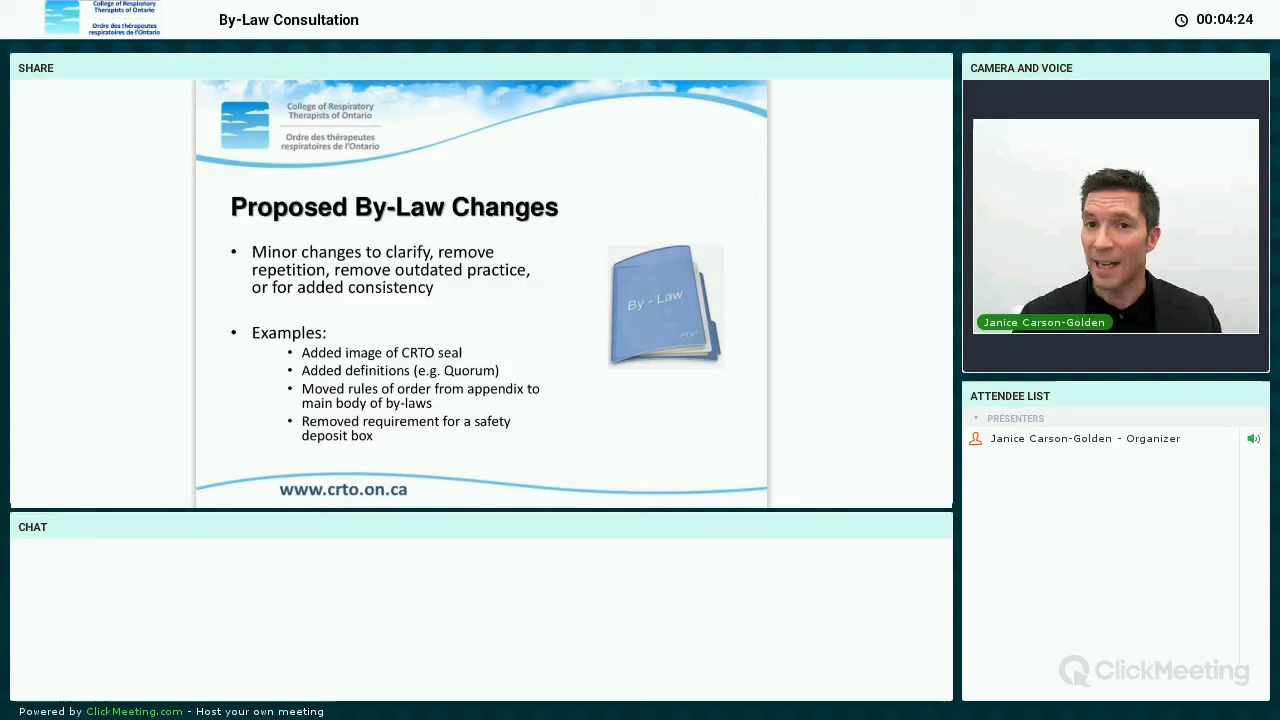 College of Respiratory
Therapists of Ontario
Ordre des thérapeutes
respiratoires de l'Ontario
By-Law Consultation
00:04:24
SHARE
College of Respiratory
Therapists of Ontario
Ordre des thérapeutes
respiratoires de l'Ontario
Proposed By-Law Changes
• Minor changes to clarify, remove
repetition, remove outdated practice,
or for added consistency
By - Law
PDF
• Examples:
• Added image of CRTO seal
• Added definitions (e.g. Quorum)
• Moved rules of order from appendix to
main body of by-laws
• Removed requirement for a safety
deposit box
www.crto.on.ca
CAMERA AND VOICE
Janice Carson-Golden
ATTENDEE LIST
PRESENTERS
Janice Carson-Golden - Organizer
CHAT
ClickMeeting
Powered by ClickMeeting.com - Host your own meeting